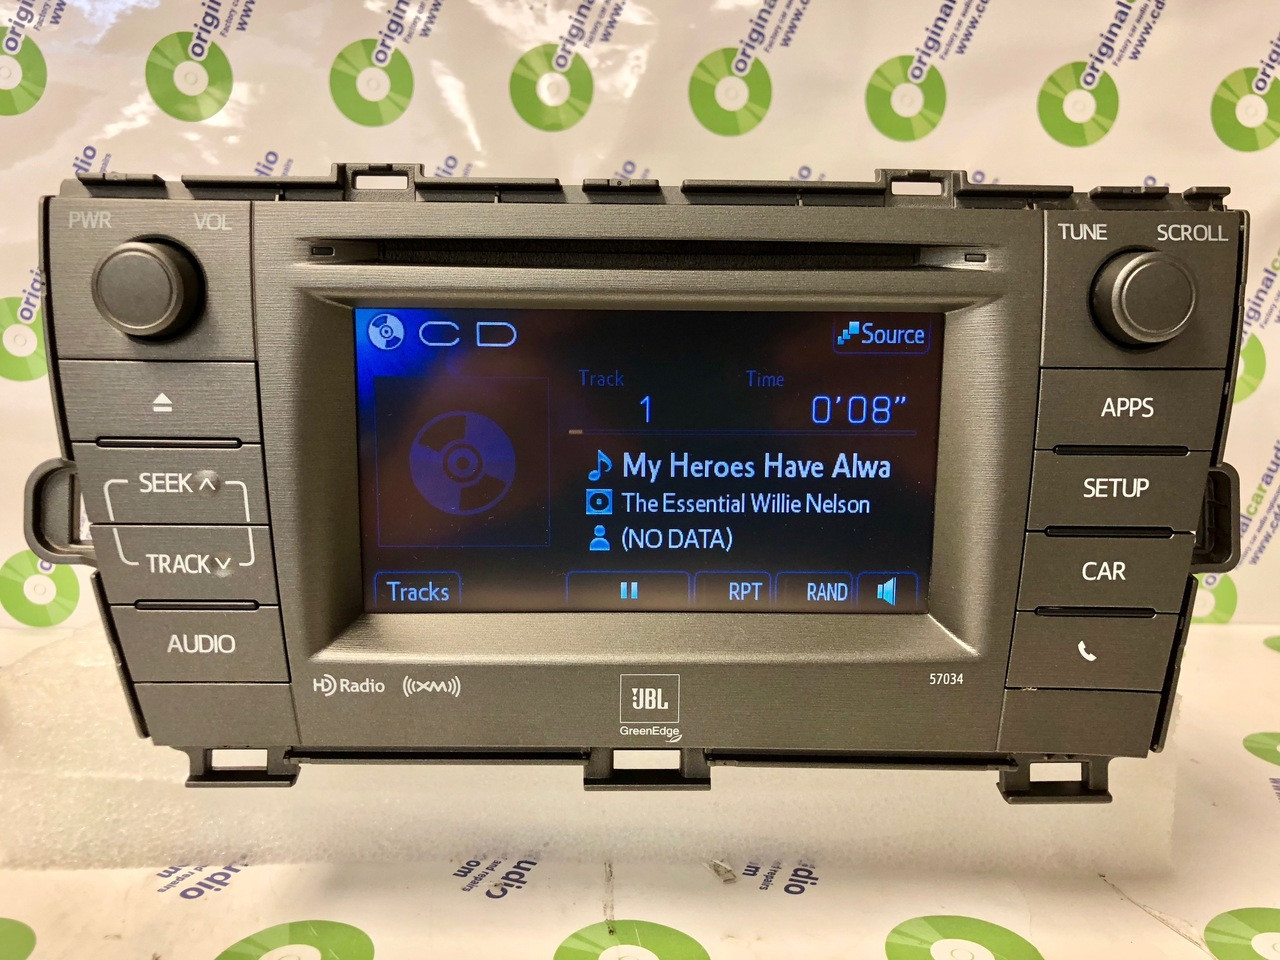 originalcaraudio
PWR VOL
TUNE SCROLL
CD
Source
Track Time
1 0'08"
My Heroes Have Alwa
The Essential Willie Nelson
(NO DATA)
Tracks
RPT RAND
SEEK
TRACK
AUDIO
APPS
SETUP
CAR
HD Radio
((XM))
JBL
GreenEdge
57034